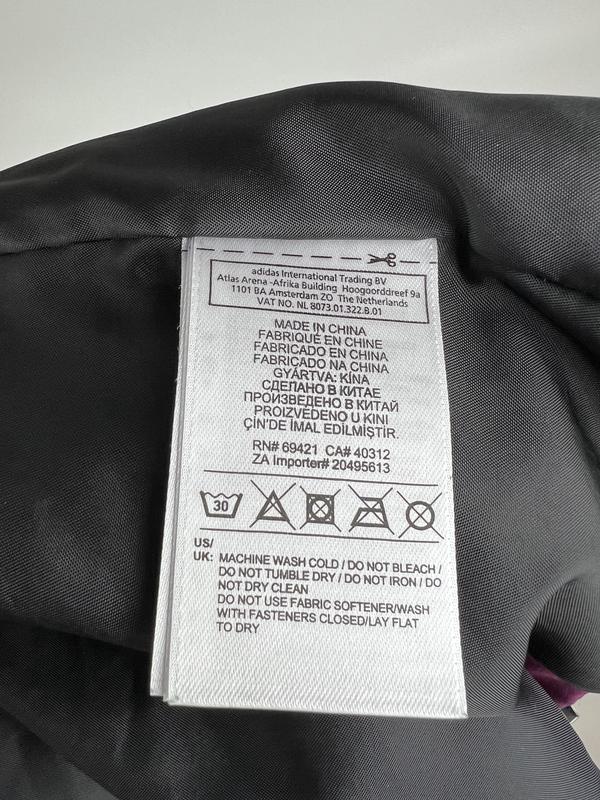 adidas International Trading BV
Atlas Arena -Afrika Building Hoogoorddreef 9a
1101 BA Amsterdam ZO The Netherlands
VAT NO. NL 8073.01.322.B.01
MADE IN CHINA
FABRIQUÉ EN CHINE
FABRICADO EN CHINA
FABRICADO NA CHINA
GYÁRTVA: KÍNA
СДЕЛАНО В КИТАЕ
ПРОИЗВЕДЕНО В КИТАЙ
PROIZVEDENO U KINI
ÇİN'DE İMAL EDİLMİŞTİR.
RN# 69421 CA# 40312
ZA Importer# 20495613
30
US/
UK: MACHINE WASH COLD / DO NOT BLEACH /
DO NOT TUMBLE DRY / DO NOT IRON / DO
NOT DRY CLEAN
DO NOT USE FABRIC SOFTENER/WASH
WITH FASTENERS CLOSED/LAY FLAT
TO DRY